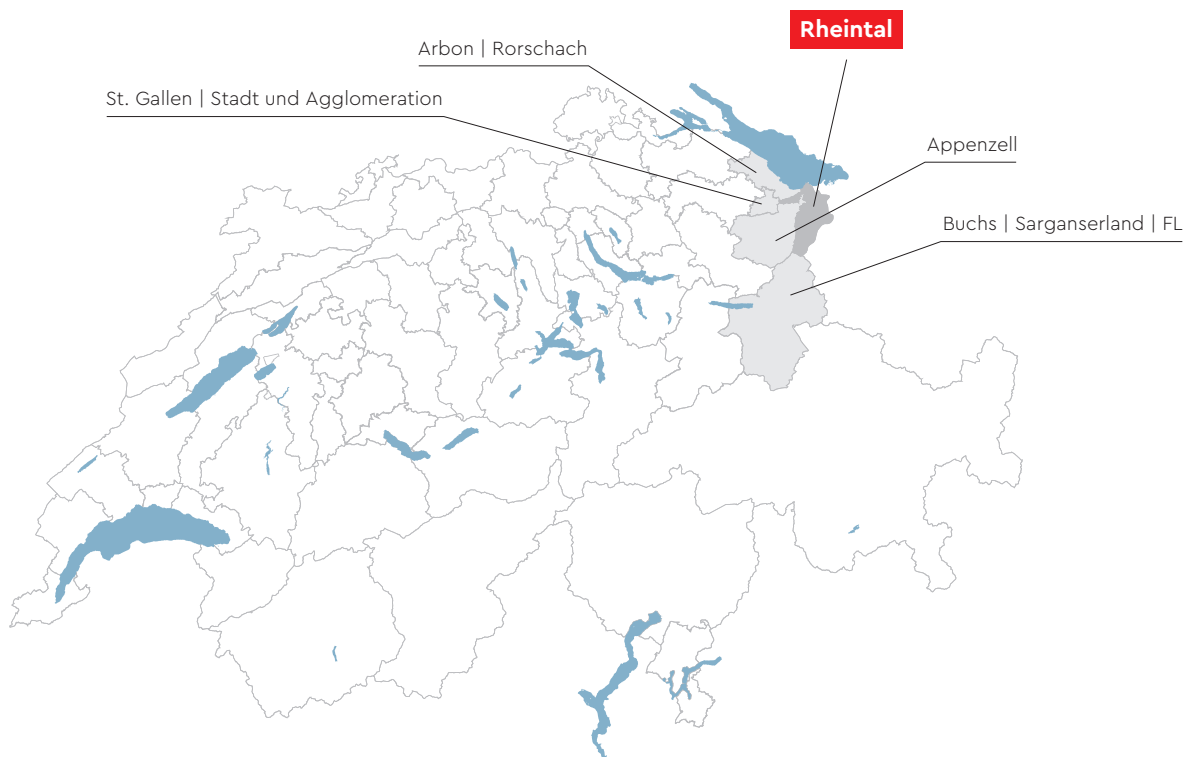 Rheintal
Arbon | Rorschach
St. Gallen | Stadt und Agglomeration
Appenzell
Buchs | Sarganserland | FL